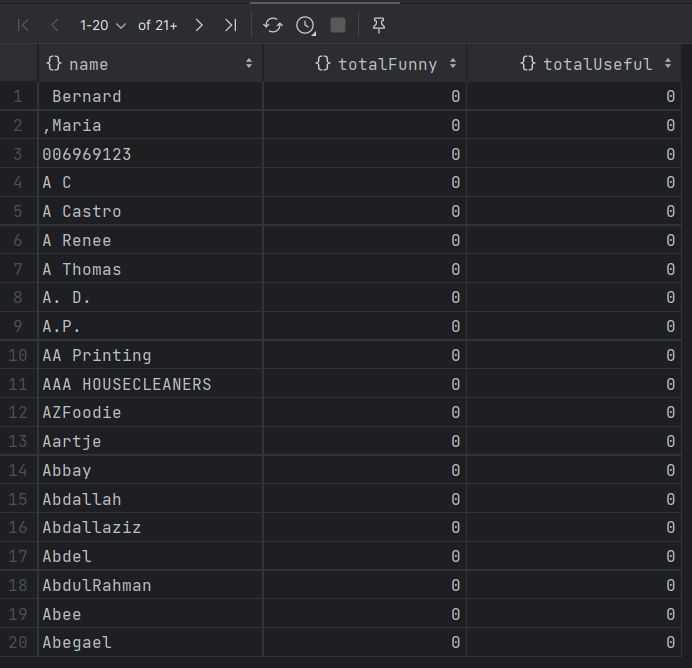 1-20 of 21+
{} name {} totalFunny {} totalUseful
1 Bernard 0 0
2 ,Maria 0 0
3 006969123 0 0
4 A C 0 0
5 A Castro 0 0
6 A Renee 0 0
7 A Thomas 0 0
8 A. D. 0 0
9 A.P. 0 0
10 AA Printing 0 0
11 AAA HOUSECLEANERS 0 0
12 AZFoodie 0 0
13 Aartje 0 0
14 Abbay 0 0
15 Abdallah 0 0
16 Abdallaziz 0 0
17 Abdel 0 0
18 AbdulRahman 0 0
19 Abee 0 0
20 Abegael 0 0